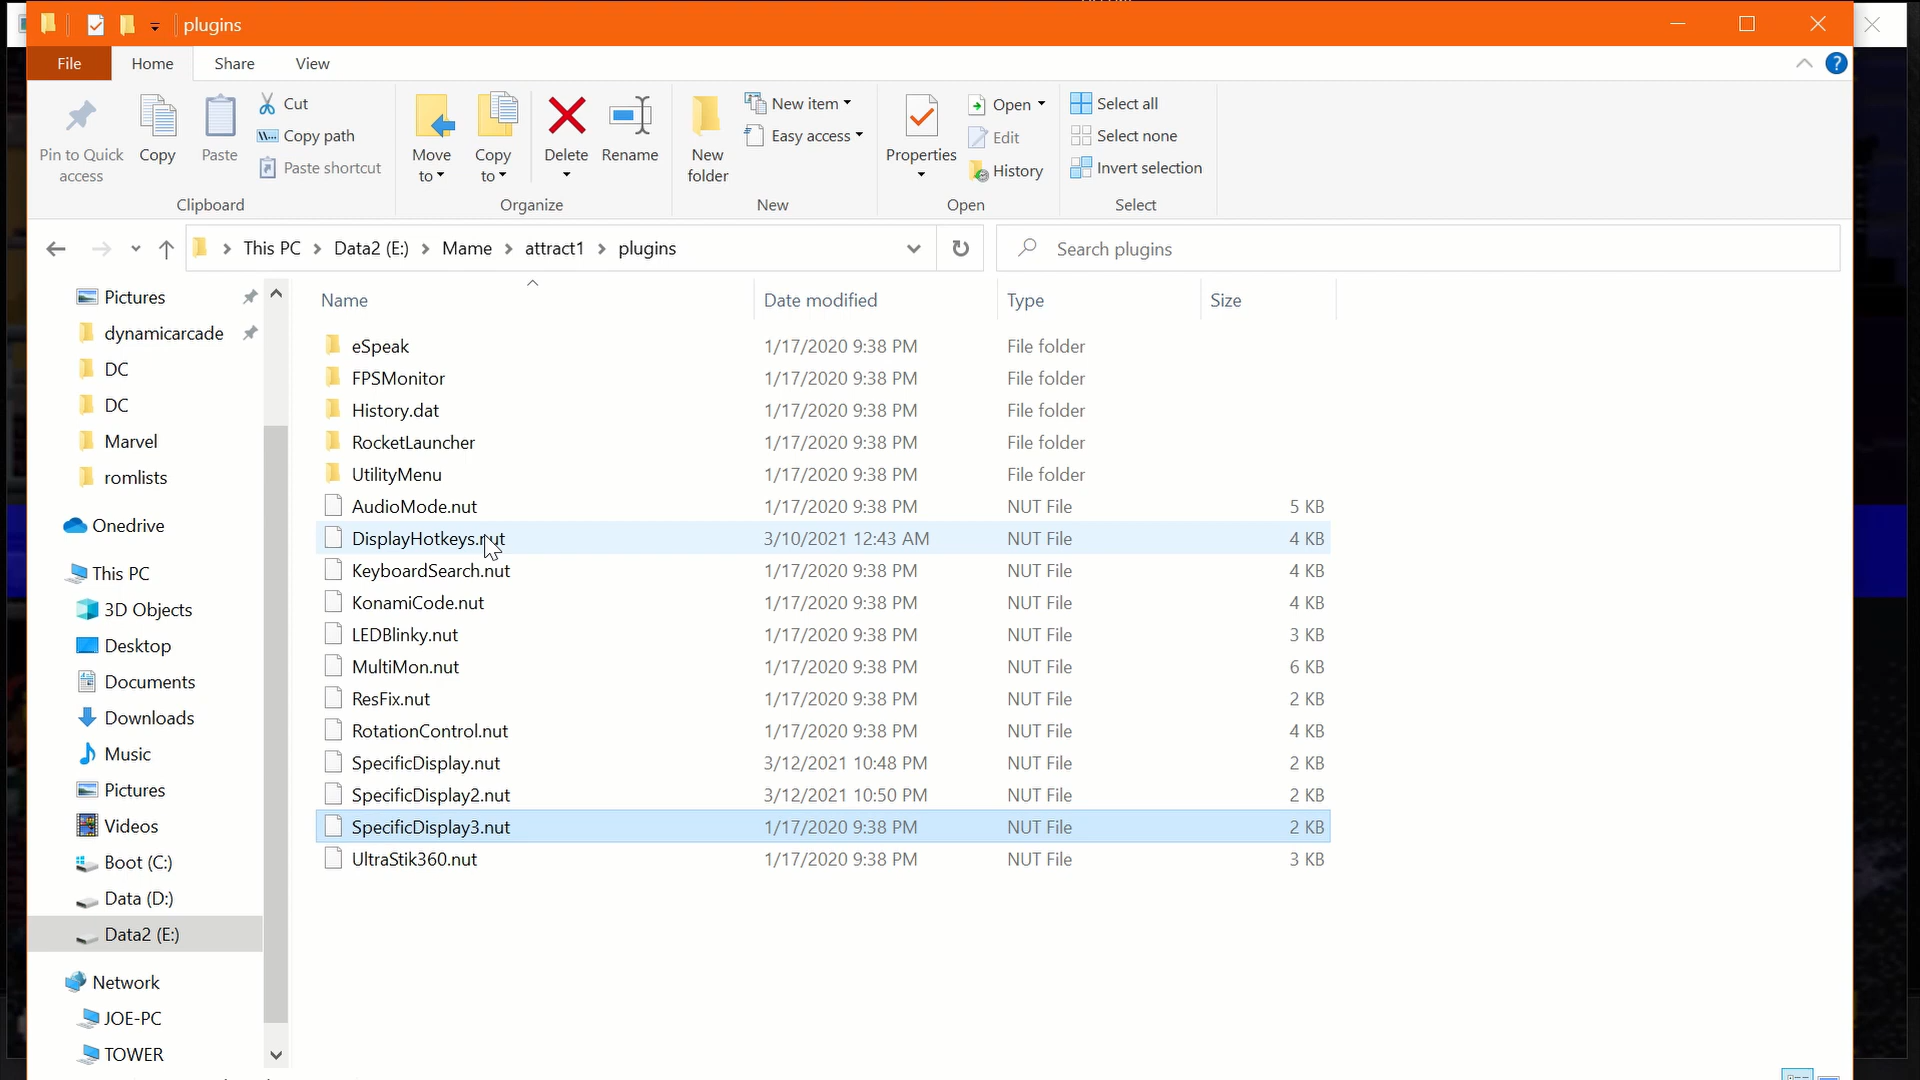 plugins
File Home Share View
Pin to Quick access
Copy
Paste
Cut
Copy path
Paste shortcut
Clipboard
Move to
Copy to
Delete
Rename
Organize
New folder
New item
Easy access
New
Properties
Open
Edit
History
Open
Select all
Select none
Invert selection
Select
This PC Data2 (E:) Mame attract1 plugins
Search plugins
Pictures
dynamicarcade
DC
DC
Marvel
romlists
Onedrive
This PC
3D Objects
Desktop
Documents
Downloads
Music
Pictures
Videos
Boot (C:)
Data (D:)
Data2 (E:)
Network
JOE-PC
TOWER
Name Date modified Type Size
eSpeak 1/17/2020 9:38 PM File folder
FPSMonitor 1/17/2020 9:38 PM File folder
History.dat 1/17/2020 9:38 PM File folder
RocketLauncher 1/17/2020 9:38 PM File folder
UtilityMenu 1/17/2020 9:38 PM File folder
AudioMode.nut 1/17/2020 9:38 PM NUT File 5 KB
DisplayHotkeys.nut 3/10/2021 12:43 AM NUT File 4 KB
KeyboardSearch.nut 1/17/2020 9:38 PM NUT File 4 KB
KonamiCode.nut 1/17/2020 9:38 PM NUT File 4 KB
LEDBlinky.nut 1/17/2020 9:38 PM NUT File 3 KB
MultiMon.nut 1/17/2020 9:38 PM NUT File 6 KB
ResFix.nut 1/17/2020 9:38 PM NUT File 2 KB
RotationControl.nut 1/17/2020 9:38 PM NUT File 4 KB
SpecificDisplay.nut 3/12/2021 10:48 PM NUT File 2 KB
SpecificDisplay2.nut 3/12/2021 10:50 PM NUT File 2 KB
SpecificDisplay3.nut 1/17/2020 9:38 PM NUT File 2 KB
UltraStik360.nut 1/17/2020 9:38 PM NUT File 3 KB